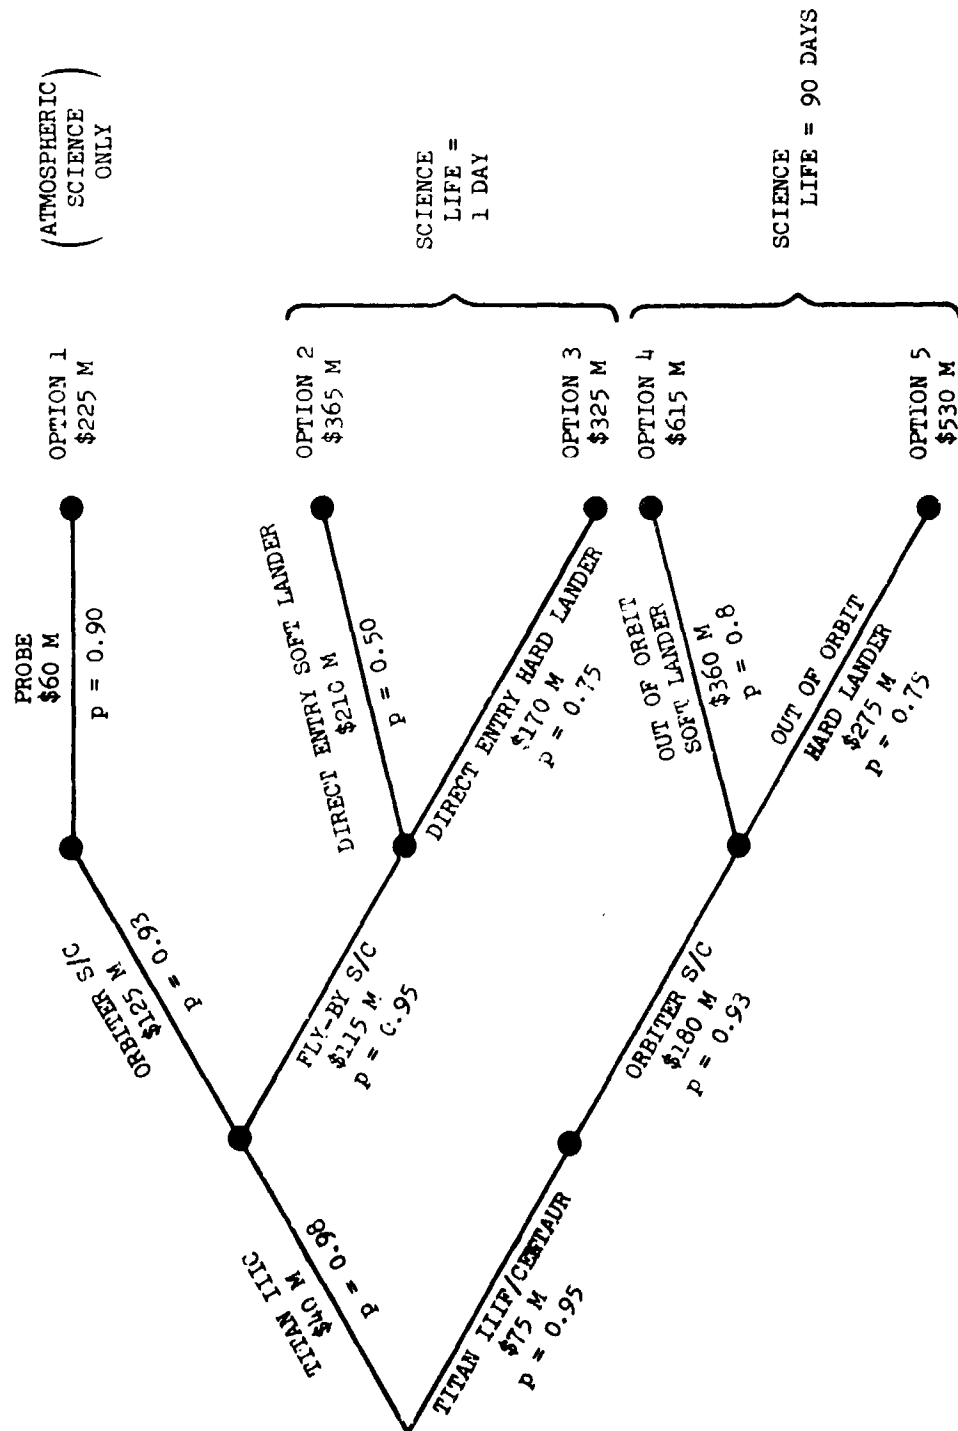 TITAN IIIC
$40 M
p = 0.98
TITAN IIIF/CENTAUR
$75 M
p = 0.95
ORBITER S/C
$125 M
p = 0.93
FLY-BY S/C
$115 M
p = 0.95
ORBITER S/C
$180 M
p = 0.93
PROBE
$60 M
p = 0.90
DIRECT ENTRY SOFT LANDER
$210 M
p = 0.50
DIRECT ENTRY HARD LANDER
$170 M
p = 0.75
OUT OF ORBIT
SOFT LANDER
$360 M
p = 0.8
OUT OF ORBIT
HARD LANDER
$275 M
p = 0.75
OPTION 1
$225 M
OPTION 2
$365 M
OPTION 3
$325 M
OPTION 4
$615 M
OPTION 5
$530 M
(ATMOSPHERIC
SCIENCE
ONLY)
SCIENCE
LIFE =
1 DAY
SCIENCE
LIFE = 90 DAYS